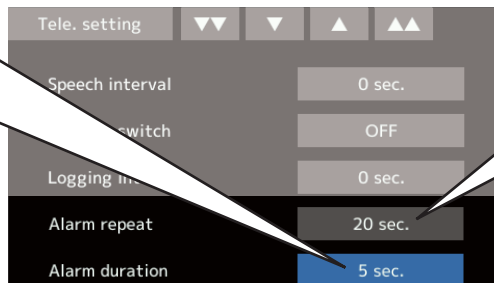 Tele. setting ▼▼ ▼ ▲ ▲▲
Speech interval 0 sec.
switch OFF
Logging 0 sec.
Alarm repeat 20 sec.
Alarm duration 5 sec.